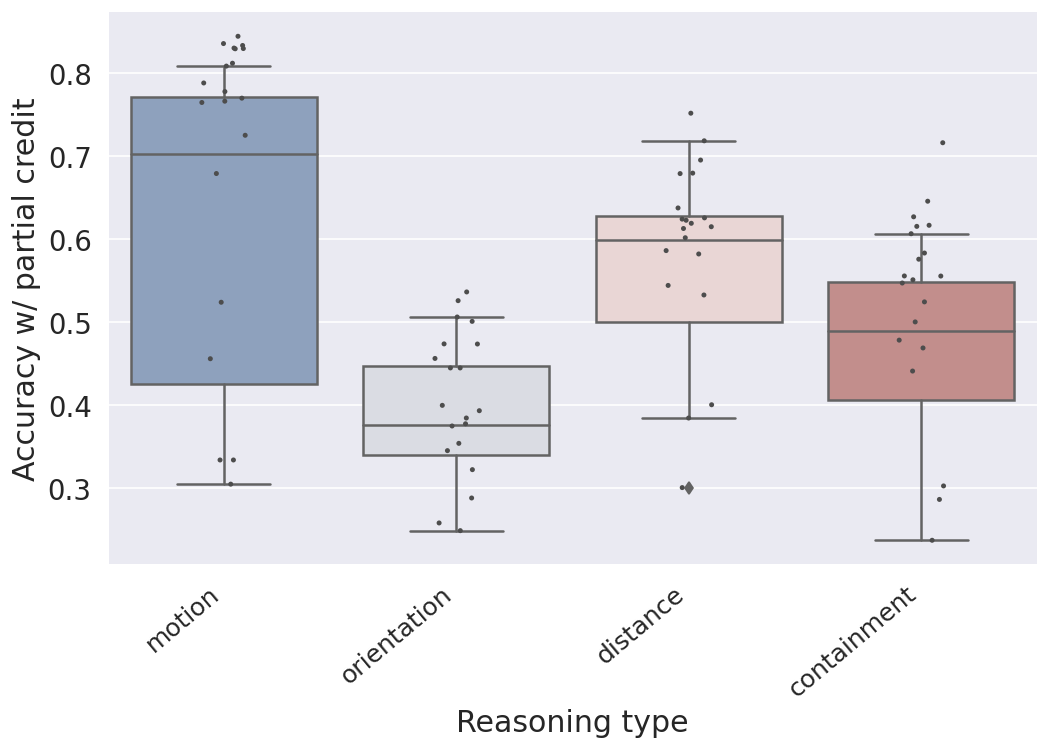 Accuracy w/ partial credit
0.8
0.7
0.6
0.5
0.4
0.3
motion
orientation
distance
containment
Reasoning type